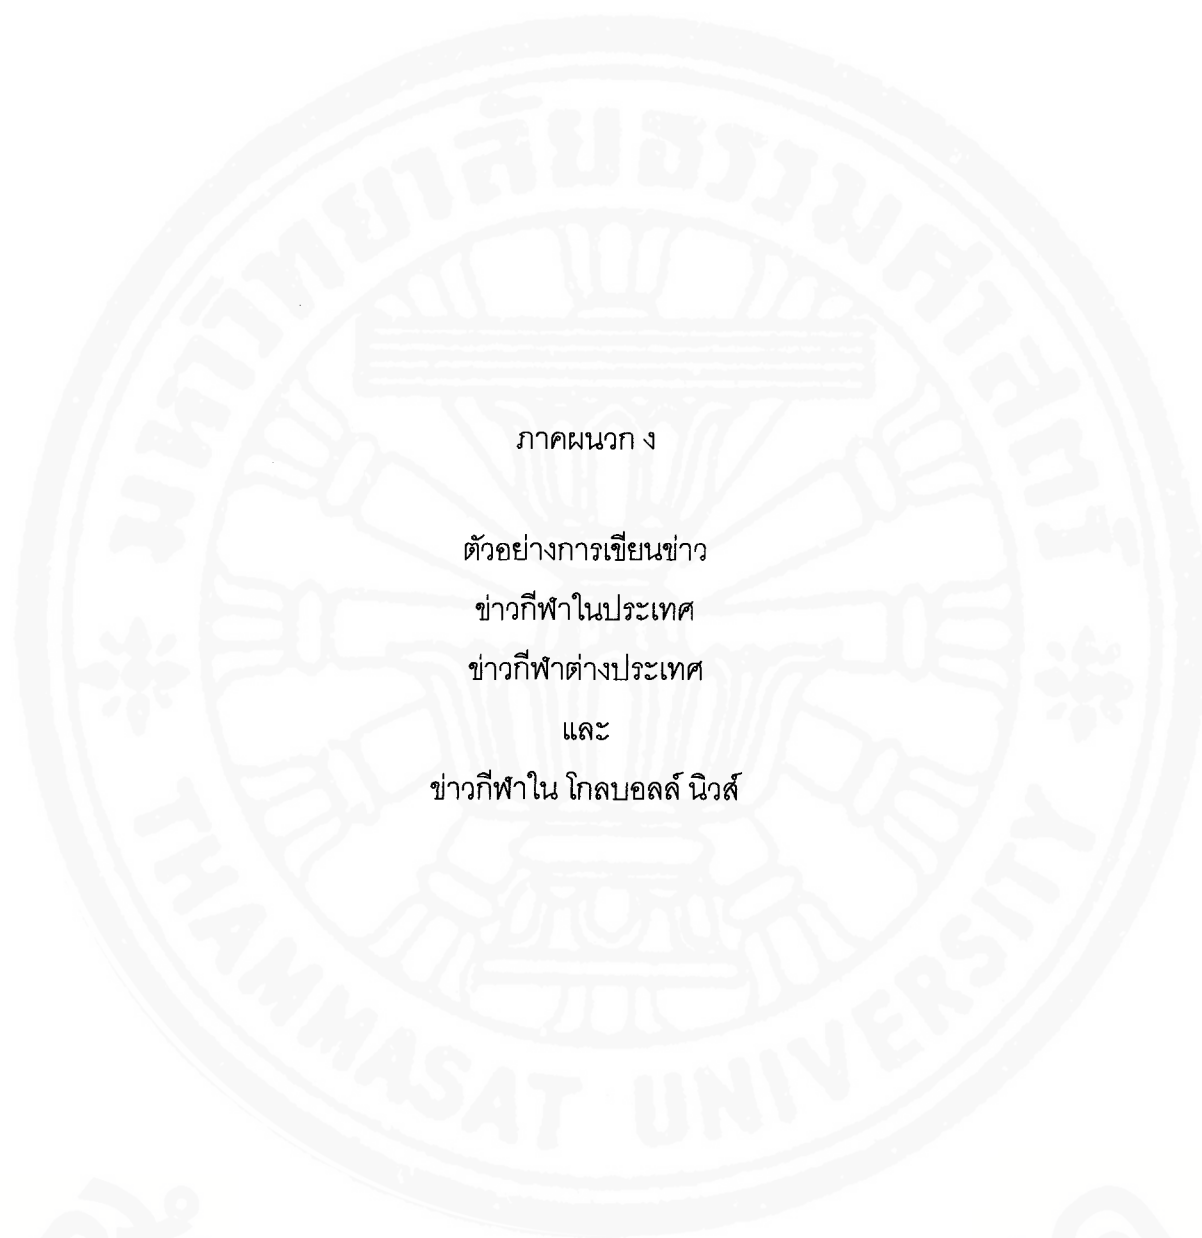 ภาคผนวก ง
ตัวอย่างการเขียนข่าว
ข่าวกีฬาในประเทศ
ข่าวกีฬาต่างประเทศ
และ
ข่าวกีฬาใน โกลบอลล์ นิวส์
มหาวิทยาลัยธรรมศาสตร์
THAMMASAT UNIVERSITY